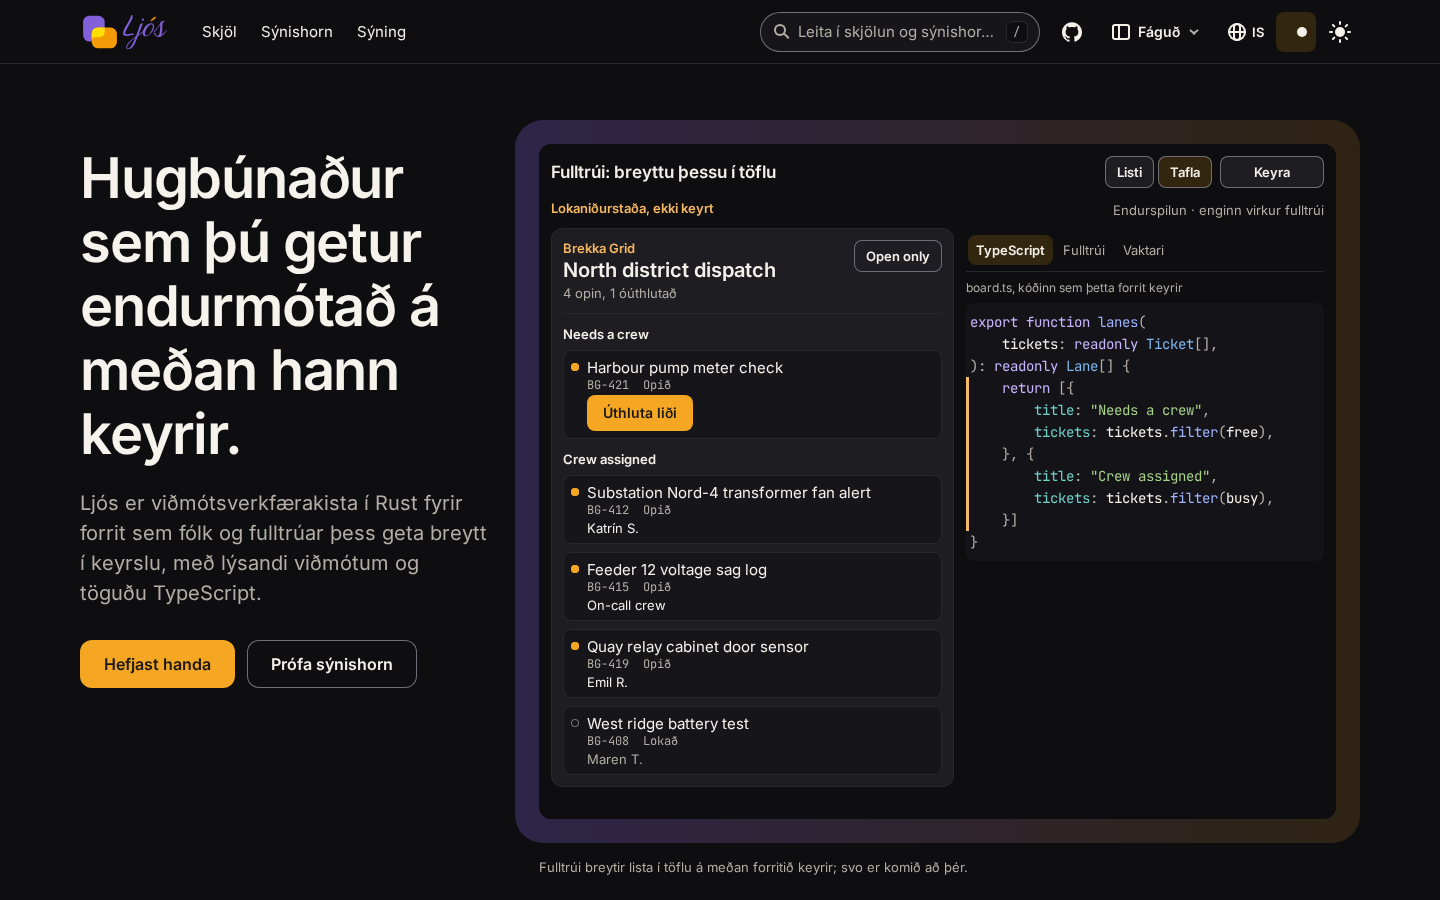 Ljós
Skjöl
Sýnishorn
Sýning
Leita í skjölun og sýnishor...
/
Fáguð
IS
Hugbúnaður
sem þú getur
endurmótað á
meðan hann
keyrir.
Ljós er viðmótsverkfærakista í Rust fyrir
forrit sem fólk og fulltrúar þess geta breytt
í keyrslu, með lýsandi viðmótum og
töguðu TypeScript.
Hefjast handa
Prófa sýnishorn
Fulltrúi: breyttu þessu í töflu
Listi
Tafla
Keyra
Lokaniðurstaða, ekki keyrt
Endurspilun · enginn virkur fulltrúi
Brekka Grid
North district dispatch
4 opin, 1 óúthlutað
Open only
Needs a crew
Harbour pump meter check
BG-421 Opið
Úthluta liði
Crew assigned
Substation Nord-4 transformer fan alert
BG-412 Opið
Katrín S.
Feeder 12 voltage sag log
BG-415 Opið
On-call crew
Quay relay cabinet door sensor
BG-419 Opið
Emil R.
West ridge battery test
BG-408 Lokað
Maren T.
TypeScript
Fulltrúi
Vaktari
board.ts, kóðinn sem þetta forrit keyrir
export function lanes(
    tickets: readonly Ticket[],
): readonly Lane[] {
    return [{
        title: "Needs a crew",
        tickets: tickets.filter(free),
    }, {
        title: "Crew assigned",
        tickets: tickets.filter(busy),
    }]
}
Fulltrúi breytir lista í töflu á meðan forritið keyrir; svo er komið að þér.